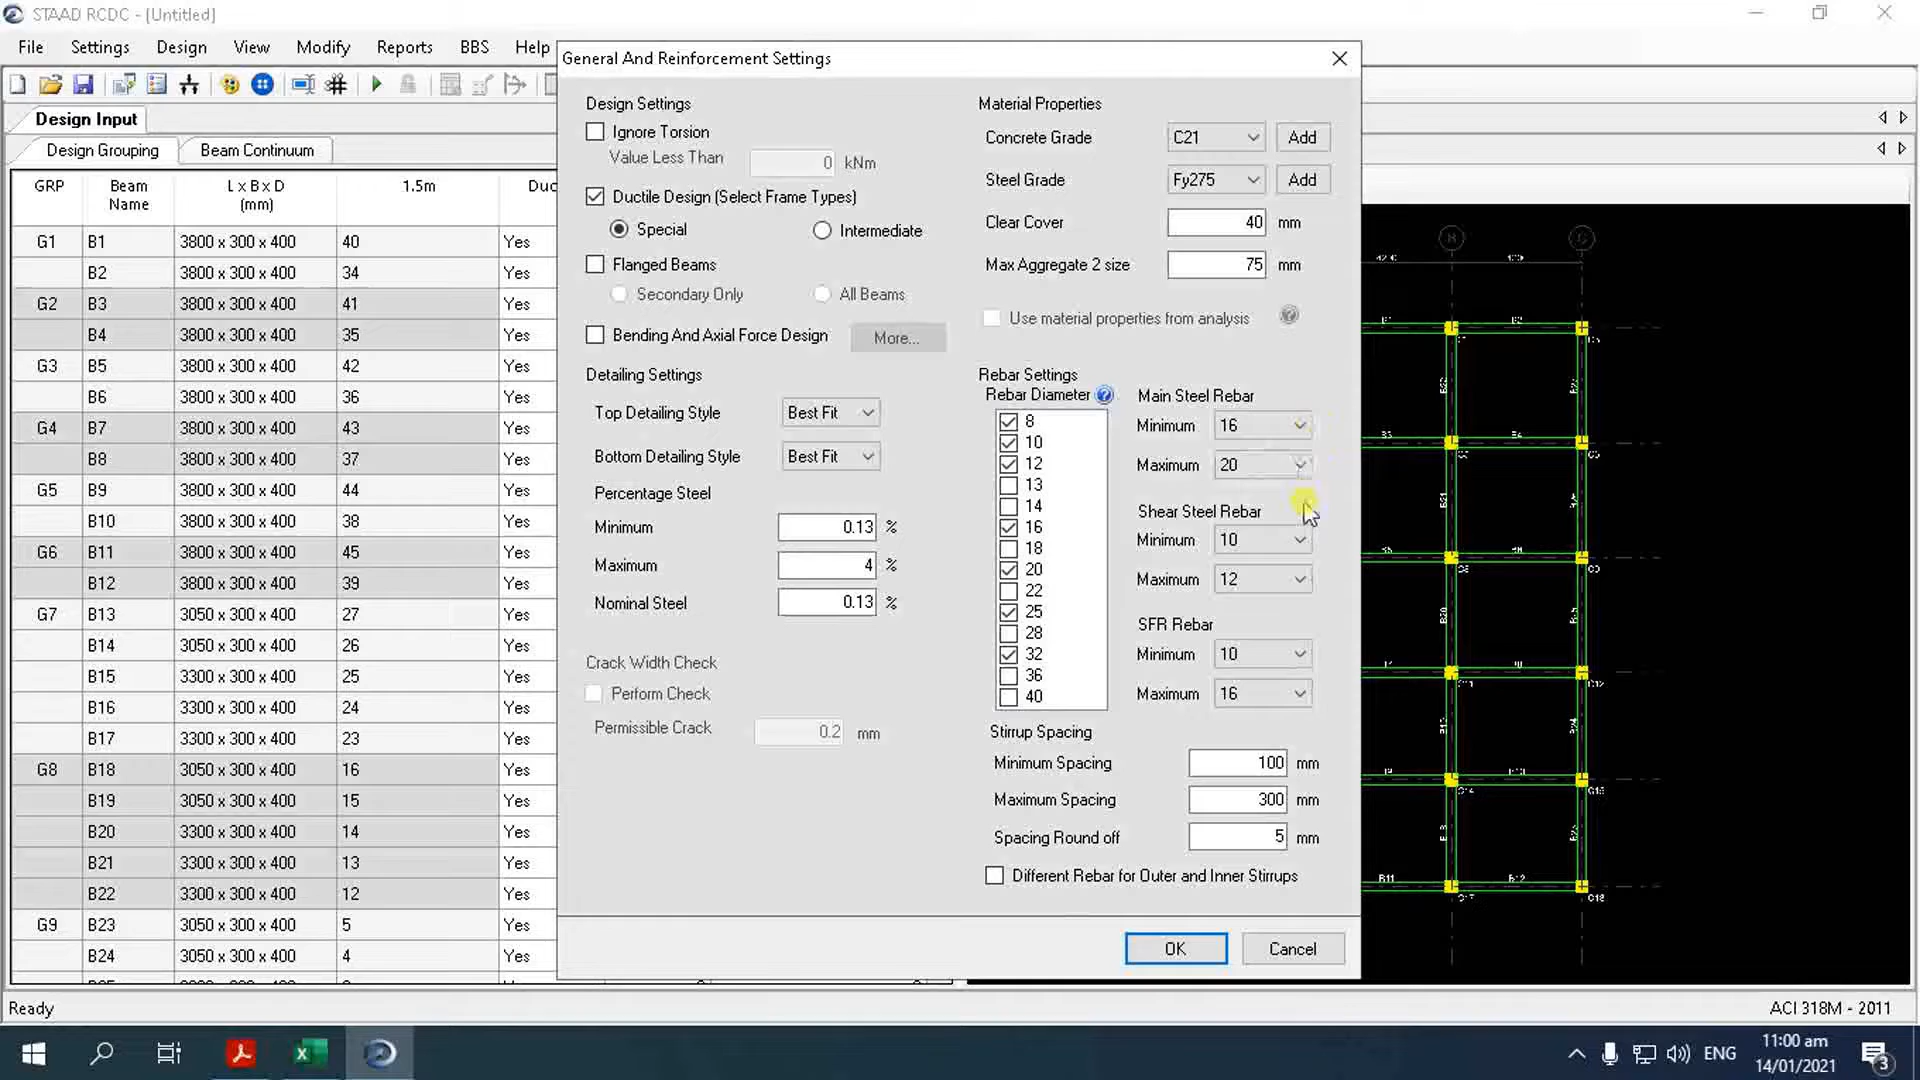 STAAD RCDC - [Untitled]
File Settings Design View Modify Reports BBS Help
Design Input
Design Grouping Beam Continuum
GRP Beam Name L x B x D (mm) 1.5m Duc
G1 B1 3800 x 300 x 400 40 Yes
B2 3800 x 300 x 400 34 Yes
G2 B3 3800 x 300 x 400 41 Yes
B4 3800 x 300 x 400 35 Yes
G3 B5 3800 x 300 x 400 42 Yes
B6 3800 x 300 x 400 36 Yes
G4 B7 3800 x 300 x 400 43 Yes
B8 3800 x 300 x 400 37 Yes
G5 B9 3800 x 300 x 400 44 Yes
B10 3800 x 300 x 400 38 Yes
G6 B11 3800 x 300 x 400 45 Yes
B12 3800 x 300 x 400 39 Yes
G7 B13 3050 x 300 x 400 27 Yes
B14 3050 x 300 x 400 26 Yes
B15 3300 x 300 x 400 25 Yes
B16 3300 x 300 x 400 24 Yes
B17 3300 x 300 x 400 23 Yes
G8 B18 3050 x 300 x 400 16 Yes
B19 3050 x 300 x 400 15 Yes
B20 3300 x 300 x 400 14 Yes
B21 3300 x 300 x 400 13 Yes
B22 3300 x 300 x 400 12 Yes
G9 B23 3050 x 300 x 400 5 Yes
B24 3050 x 300 x 400 4 Yes
General And Reinforcement Settings
Design Settings
Ignore Torsion
Value Less Than 0 kNm
Ductile Design (Select Frame Types)
Special Intermediate
Flanged Beams
Secondary Only All Beams
Bending And Axial Force Design More...
Detailing Settings
Top Detailing Style Best Fit
Bottom Detailing Style Best Fit
Percentage Steel
Minimum 0.13 %
Maximum 4 %
Nominal Steel 0.13 %
Crack Width Check
Perform Check
Permissible Crack 0.2 mm
Material Properties
Concrete Grade C21 Add
Steel Grade Fy275 Add
Clear Cover 40 mm
Max Aggregate 2 size 75 mm
Use material properties from analysis
Rebar Settings
Rebar Diameter
8
10
12
13
14
16
18
20
22
25
28
32
36
40
Main Steel Rebar
Minimum 16
Maximum 20
Shear Steel Rebar
Minimum 10
Maximum 12
SFR Rebar
Minimum 10
Maximum 16
Stirrup Spacing
Minimum Spacing 100 mm
Maximum Spacing 300 mm
Spacing Round off 5 mm
Different Rebar for Outer and Inner Stirrups
OK Cancel
B11 B12
Ready ACI 318M - 2011
ENG 11:00 am
14/01/2021
3